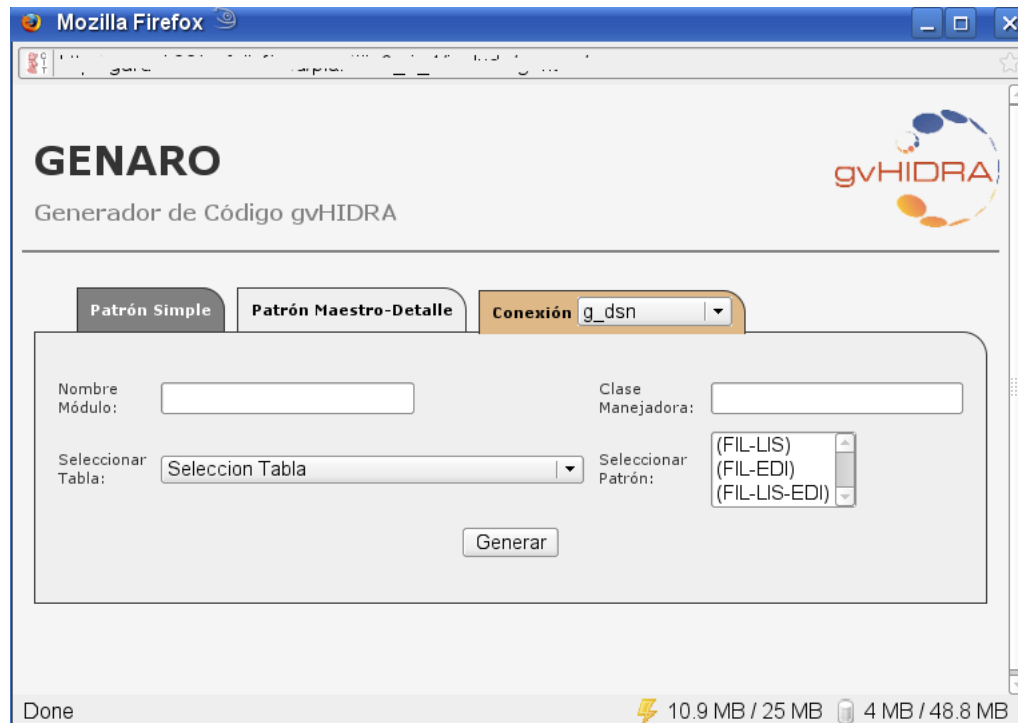 Mozilla Firefox
GENARO
Generador de Código gvHIDRA
gvHIDRA
Patrón Simple
Patrón Maestro-Detalle
Conexión g_dsn
Nombre Módulo:
Clase Manejadora:
Seleccionar Tabla:
Seleccion Tabla
Seleccionar Patrón:
(FIL-LIS)
(FIL-EDI)
(FIL-LIS-EDI)
Generar
Done
10.9 MB / 25 MB
4 MB / 48.8 MB